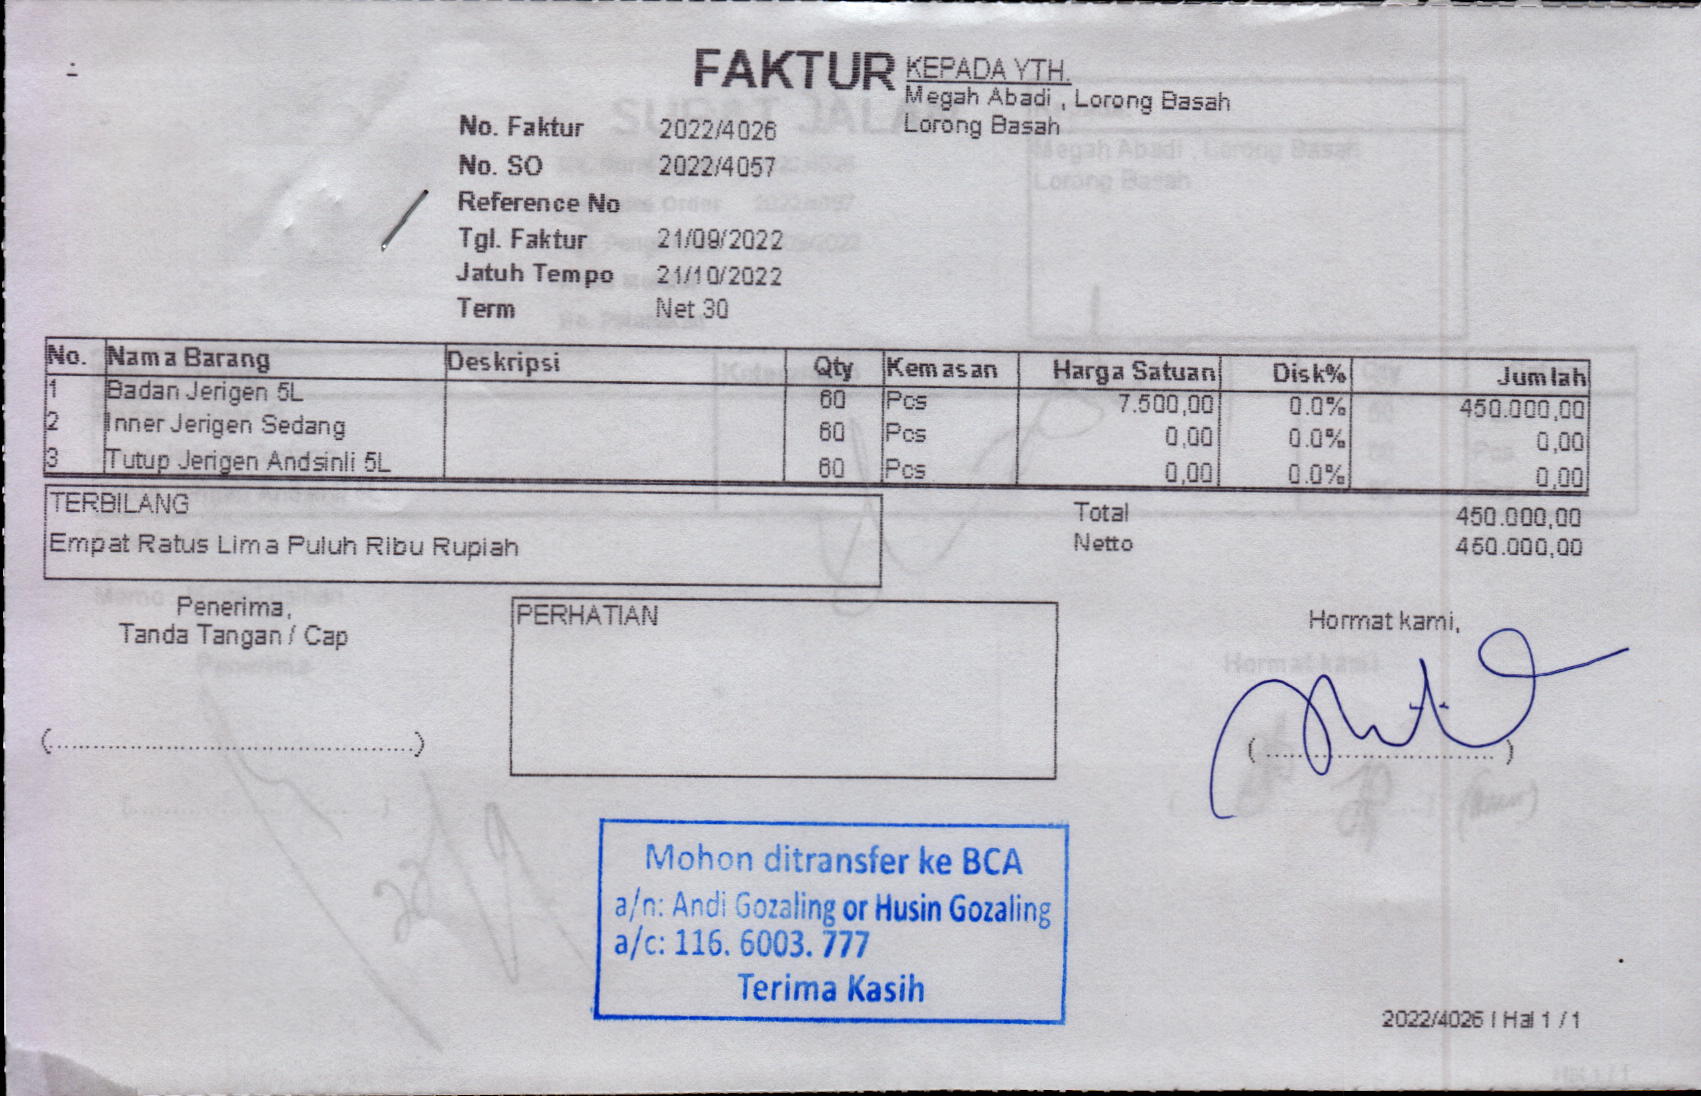 FAKTUR
KEPADA YTH.
Megah Abadi , Lorong Basah
Lorong Basah
No. Faktur 2022/4026
No. SO 2022/4057
Reference No
Tgl. Faktur 21/09/2022
Jatuh Tempo 21/10/2022
Term Net 30
No. Nama Barang Deskripsi Qty Kemasan Harga Satuan Disk% Jumlah
1 Badan Jerigen 5L 60 Pcs 7.500,00 0.0% 450.000,00
2 Inner Jerigen Sedang 60 Pcs 0,00 0.0% 0,00
3 Tutup Jerigen Andsinli 5L 60 Pcs 0,00 0.0% 0,00
TERBILANG
Empat Ratus Lima Puluh Ribu Rupiah
Total 450.000,00
Netto 450.000,00
Penerima,
Tanda Tangan / Cap
PERHATIAN
Hormat kami,
Mohon ditransfer ke BCA
a/n: Andi Gozaling or Husin Gozaling
a/c: 116. 6003. 777
Terima Kasih
2022/4026 | Hal 1 / 1